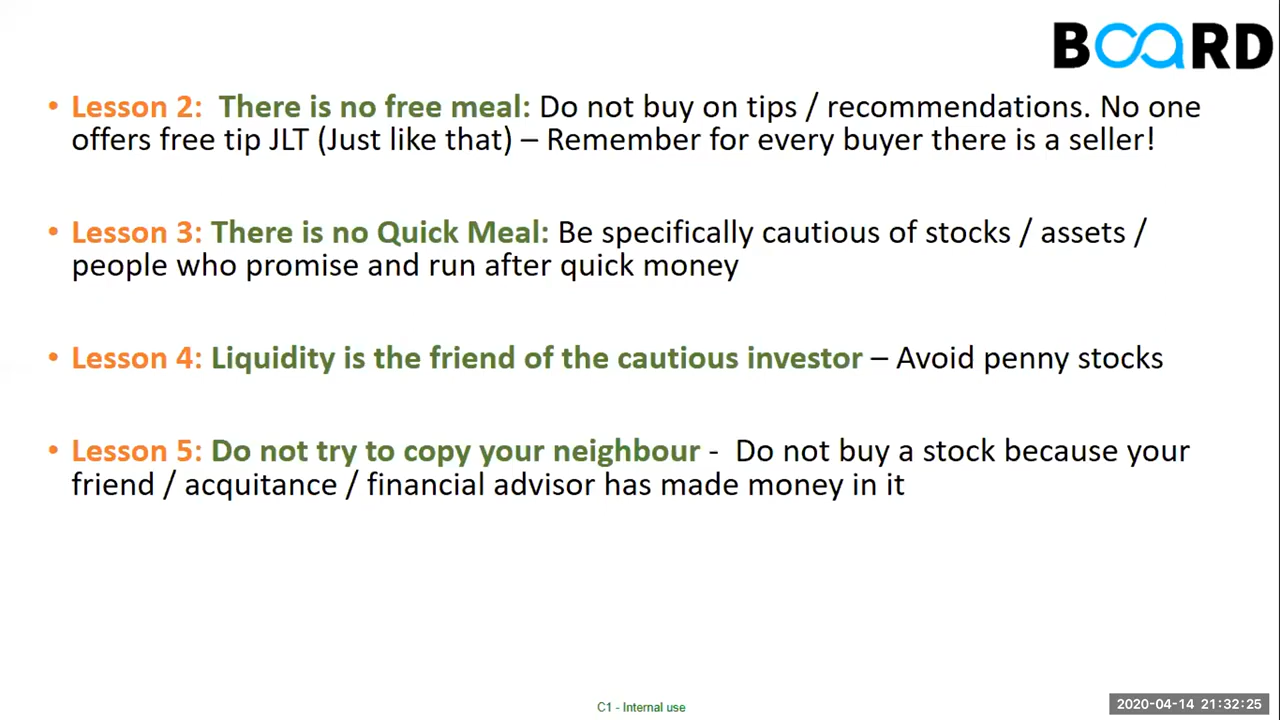 BOARD
• Lesson 2: There is no free meal: Do not buy on tips / recommendations. No one
offers free tip JLT (Just like that) – Remember for every buyer there is a seller!
• Lesson 3: There is no Quick Meal: Be specifically cautious of stocks / assets /
people who promise and run after quick money
• Lesson 4: Liquidity is the friend of the cautious investor – Avoid penny stocks
• Lesson 5: Do not try to copy your neighbour - Do not buy a stock because your
friend / acquitance / financial advisor has made money in it
C1 - Internal use
2020-04-14 21:32:25